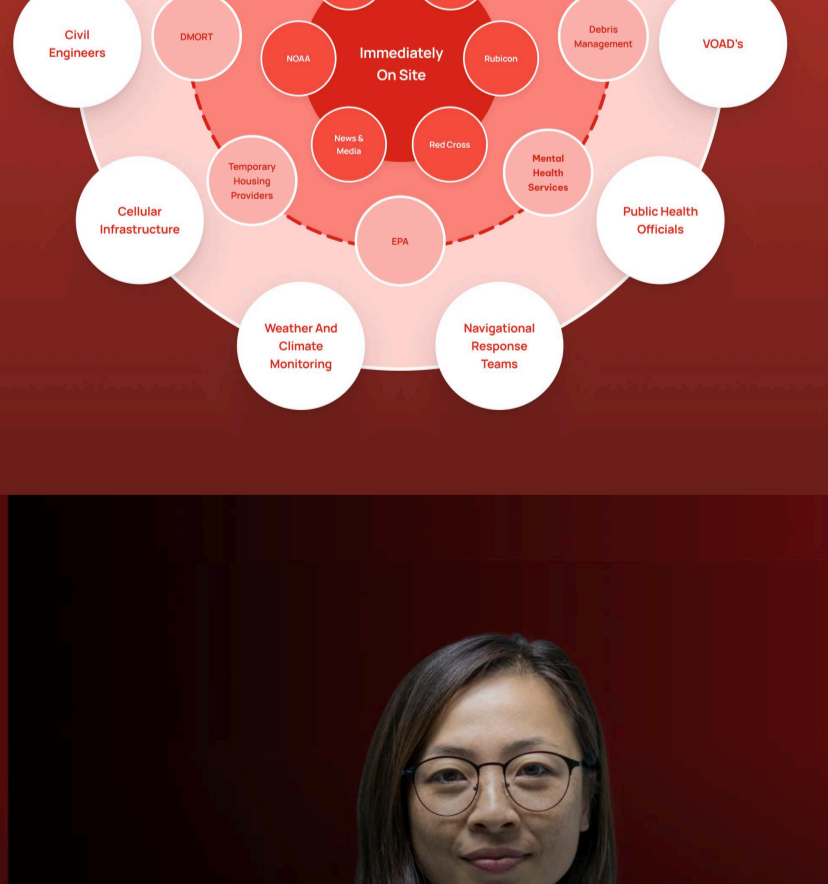 Civil
Engineers
DMORT
NOAA
Immediately
On Site
Rubicon
Debris
Management
VOAD's
News &
Media
Red Cross
Temporary
Housing
Providers
Mental
Health
Services
Cellular
Infrastructure
Public Health
Officials
EPA
Weather And
Climate
Monitoring
Navigational
Response
Teams